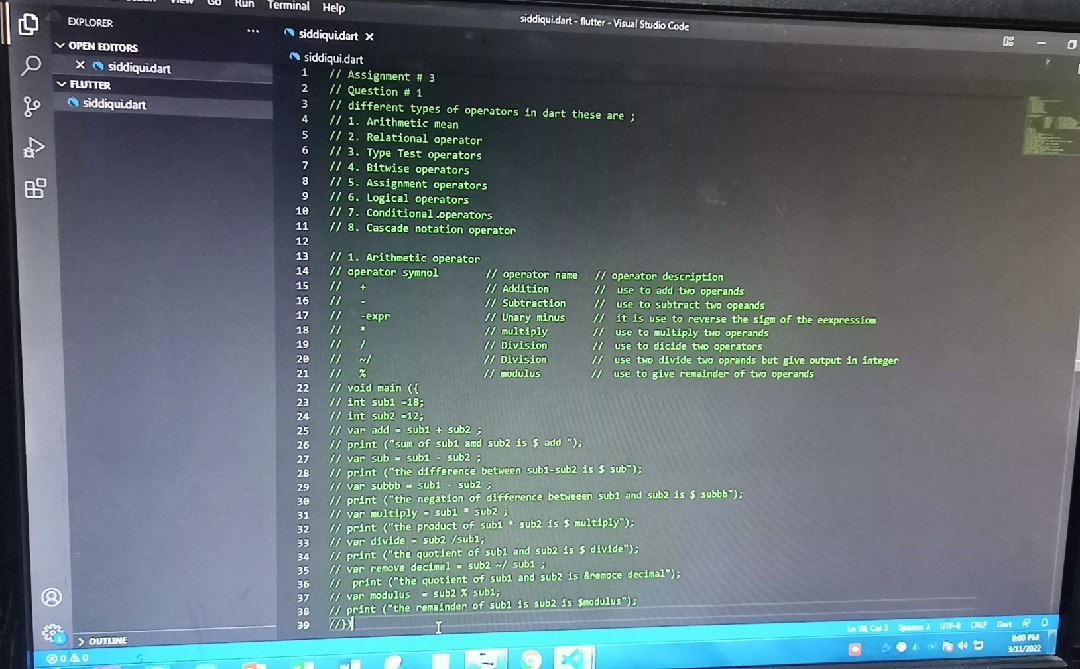 View Go Run Terminal Help
siddiqui.dart - flutter - Visual Studio Code
EXPLORER
OPEN EDITORS
siddiqui.dart
FLUTTER
siddiqui.dart
siddiqui.dart
siddiqui.dart
1 // Assignment # 3
2 // Question # 1
3 // different types of operators in dart these are ;
4 // 1. Arithmetic mean
5 // 2. Relational operator
6 // 3. Type Test operators
7 // 4. Bitwise operators
8 // 5. Assignment operators
9 // 6. Logical operators
10 // 7. Conditional operators
11 // 8. Cascade notation operator
12
13 // 1. Arithmetic operator
14 // operator symnol // operator name // operator description
15 // + // Addition // use to add two operands
16 // - // Subtraction // use to subtract two opeands
17 // -expr // Unary minus // it is use to reverse the sigm of the eexpressiom
18 // * // multiply // use to multiply two operands
19 // / // Division // use to dicide two operators
20 // ~/ // Division // use two divide two oprands but give output in integer
21 // % // modulus // use to give remainder of two operands
22 // void main ({
23 // int sub1 =18;
24 // int sub2 =12;
25 // var add = sub1 + sub2 ;
26 // print ("sum of sub1 amd sub2 is $ add ");
27 // var sub = sub1 - sub2 ;
28 // print ("the difference between sub1-sub2 is $ sub");
29 // var subbb = sub1 - sub2 ;
30 // print ("the negation of difference betweeen sub1 and sub2 is $ subbb");
31 // var multiply = sub1 * sub2 ;
32 // print ("the product of sub1 * sub2 is $ multiply");
33 // var divide = sub2 /sub1;
34 // print ("the quotient of sub1 and sub2 is $ divide");
35 // var remove decimal = sub2 ~/ sub1 ;
36 // print ("the quotient of sub1 and sub2 is &remoce decimal");
37 // var modulus = sub2 % sub1;
38 // print ("the remainder of sub1 is sub2 is $modulus");
39 //})
OUTLINE
0 0
Ln 39, Col 5 Spaces: 2 UTF-8 CRLF Dart
8:00 PM
3/11/2022